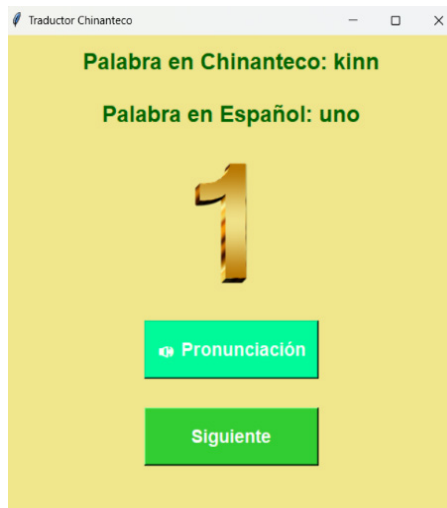 Traductor Chinanteco
Palabra en Chinanteco: kinn
Palabra en Español: uno
1
Pronunciación
Siguiente